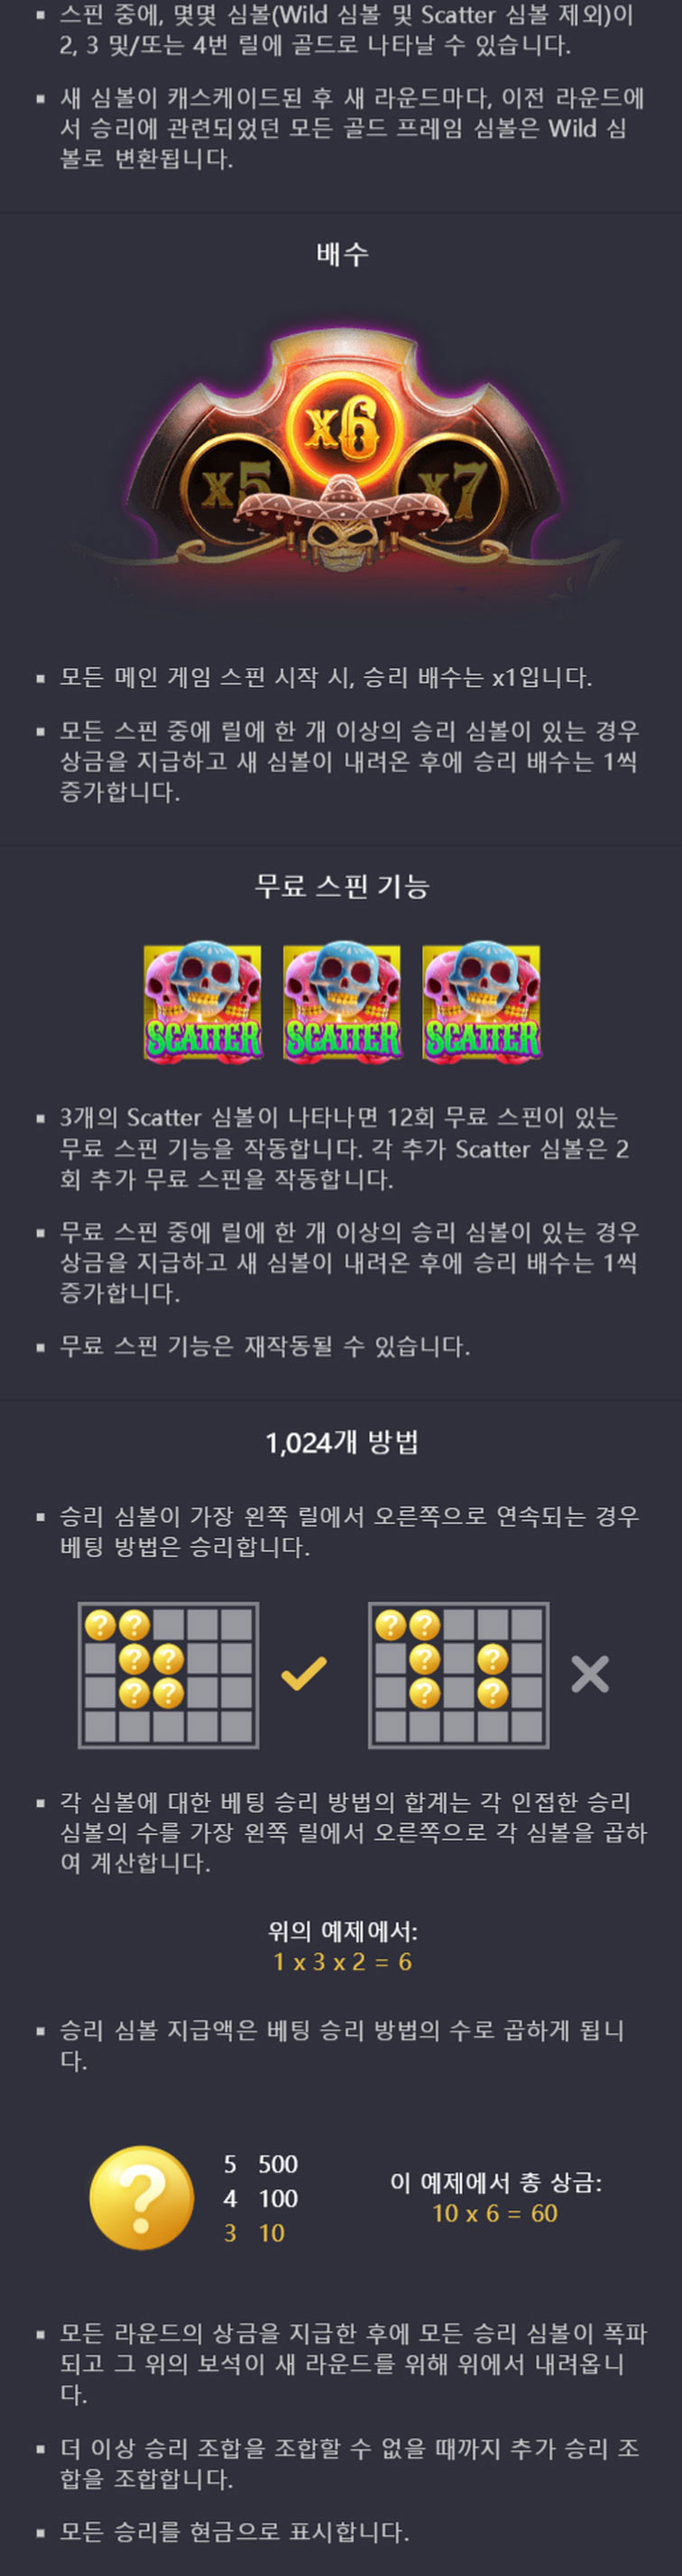 ▪ 스핀 중에, 몇몇 심볼(Wild 심볼 및 Scatter 심볼 제외)이
2, 3 및/또는 4번 릴에 골드로 나타날 수 있습니다.
▪ 새 심볼이 캐스케이드된 후 새 라운드마다, 이전 라운드에
서 승리에 관련되었던 모든 골드 프레임 심볼은 Wild 심
볼로 변환됩니다.
배수
x5
x6
x7
▪ 모든 메인 게임 스핀 시작 시, 승리 배수는 x1입니다.
▪ 모든 스핀 중에 릴에 한 개 이상의 승리 심볼이 있는 경우
상금을 지급하고 새 심볼이 내려온 후에 승리 배수는 1씩
증가합니다.
무료 스핀 기능
SCATTER SCATTER SCATTER
▪ 3개의 Scatter 심볼이 나타나면 12회 무료 스핀이 있는
무료 스핀 기능을 작동합니다. 각 추가 Scatter 심볼은 2
회 추가 무료 스핀을 작동합니다.
▪ 무료 스핀 중에 릴에 한 개 이상의 승리 심볼이 있는 경우
상금을 지급하고 새 심볼이 내려온 후에 승리 배수는 1씩
증가합니다.
▪ 무료 스핀 기능은 재작동될 수 있습니다.
1,024개 방법
▪ 승리 심볼이 가장 왼쪽 릴에서 오른쪽으로 연속되는 경우
베팅 방법은 승리합니다.
? ? ? ?
? ? ? ?
? ? ? ?
▪ 각 심볼에 대한 베팅 승리 방법의 합계는 각 인접한 승리
심볼의 수를 가장 왼쪽 릴에서 오른쪽으로 각 심볼을 곱하
여 계산합니다.
위의 예제에서:
1 x 3 x 2 = 6
▪ 승리 심볼 지급액은 베팅 승리 방법의 수로 곱하게 됩니
다.
?
5 500
4 100
3 10
이 예제에서 총 상금:
10 x 6 = 60
▪ 모든 라운드의 상금을 지급한 후에 모든 승리 심볼이 폭파
되고 그 위의 보석이 새 라운드를 위해 위에서 내려옵니
다.
▪ 더 이상 승리 조합을 조합할 수 없을 때까지 추가 승리 조
합을 조합합니다.
▪ 모든 승리를 현금으로 표시합니다.